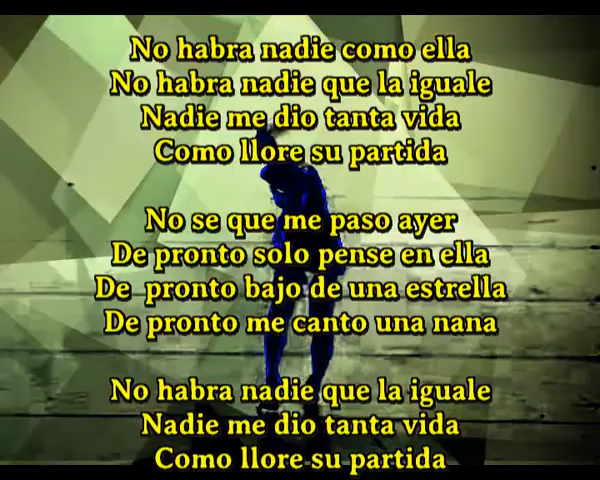 No habra nadie como ella
No habra nadie que la iguale
Nadie me dio tanta vida
Como llore su partida
No se que me paso ayer
De pronto solo pense en ella
De pronto bajo de una estrella
De pronto me canto una nana
No habra nadie que la iguale
Nadie me dio tanta vida
Como llore su partida